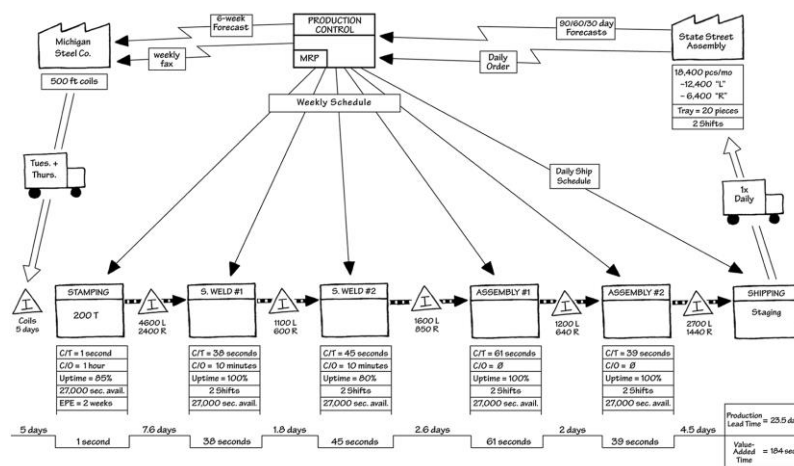 Michigan
Steel Co.
500 ft coils
6-week
Forecast
weekly
fax
PRODUCTION
CONTROL
MRP
90/60/30 day
Forecasts
Daily
Order
State Street
Assembly
18,400 pcs/mo
-12,400 "L"
- 6,400 "R"
Tray = 20 pieces
2 Shifts
Weekly Schedule
Tues. +
Thurs.
Daily Ship
Schedule
1x
Daily
I
Coils
5 days
STAMPING
200 T
I
4600 L
2400 R
S. WELD #1
I
1100 L
600 R
S. WELD #2
I
1600 L
850 R
ASSEMBLY #1
I
1200 L
640 R
ASSEMBLY #2
I
2700 L
1440 R
SHIPPING
Staging
C/T = 1 second
C/O = 1 hour
Uptime = 85%
27,000 sec. avail.
EPE = 2 weeks
C/T = 38 seconds
C/O = 10 minutes
Uptime = 100%
2 Shifts
27,000 sec. avail.
C/T = 45 seconds
C/O = 10 minutes
Uptime = 80%
2 Shifts
27,000 sec. avail.
C/T = 61 seconds
C/O = Ø
Uptime = 100%
2 Shifts
27,000 sec. avail.
C/T = 39 seconds
C/O = Ø
Uptime = 100%
2 Shifts
27,000 sec. avail.
5 days
1 second
7.6 days
38 seconds
1.8 days
45 seconds
2.6 days
61 seconds
2 days
39 seconds
4.5 days
Production
Lead Time
= 23.5 da
Value-
Added
Time
= 184 sec